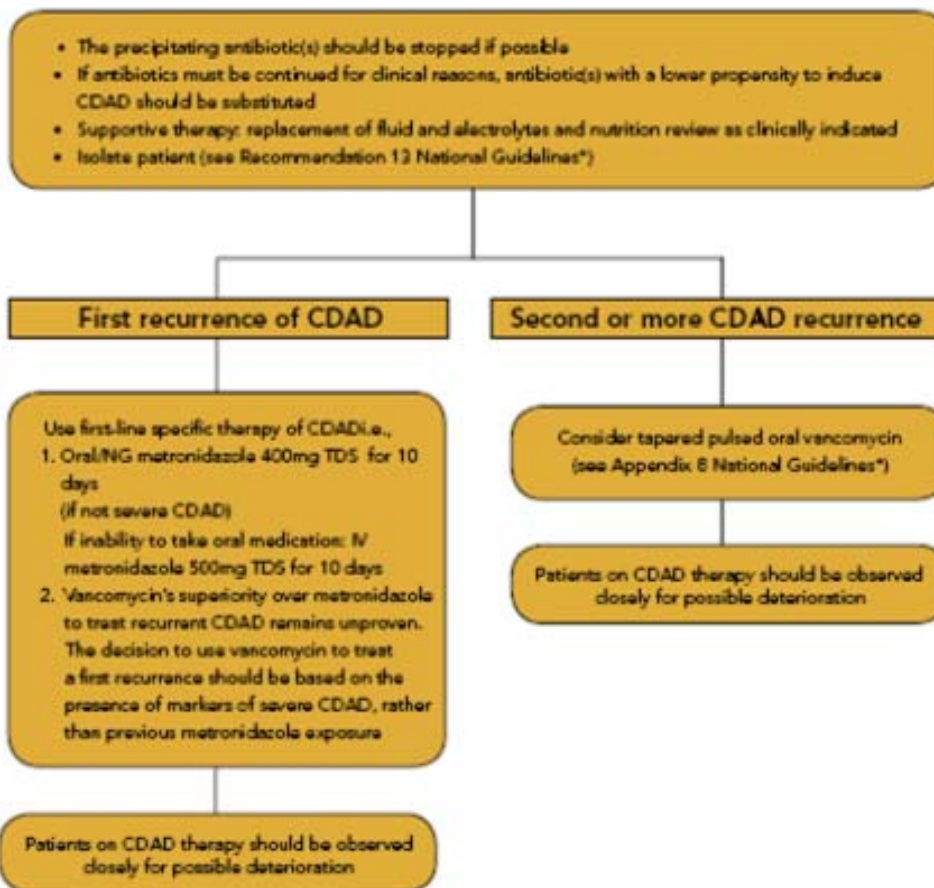 • The precipitating antibiotic(s) should be stopped if possible
• If antibiotics must be continued for clinical reasons, antibiotic(s) with a lower propensity to induce
CDAD should be substituted
• Supportive therapy: replacement of fluid and electrolytes and nutrition review as clinically indicated
• Isolate patient (see Recommendation 13 National Guidelines*)
First recurrence of CDAD
Use first-line specific therapy of CDADi.e.,
1. Oral/NG metronidazole 400mg TDS for 10
days
(if not severe CDAD)
If inability to take oral medication: IV
metronidazole 500mg TDS for 10 days
2. Vancomycin's superiority over metronidazole
to treat recurrent CDAD remains unproven.
The decision to use vancomycin to treat
a first recurrence should be based on the
presence of markers of severe CDAD, rather
than previous metronidazole exposure
Patients on CDAD therapy should be observed
closely for possible deterioration
Second or more CDAD recurrence
Consider tapered pulsed oral vancomycin
(see Appendix 8 National Guidelines*)
Patients on CDAD therapy should be observed
closely for possible deterioration